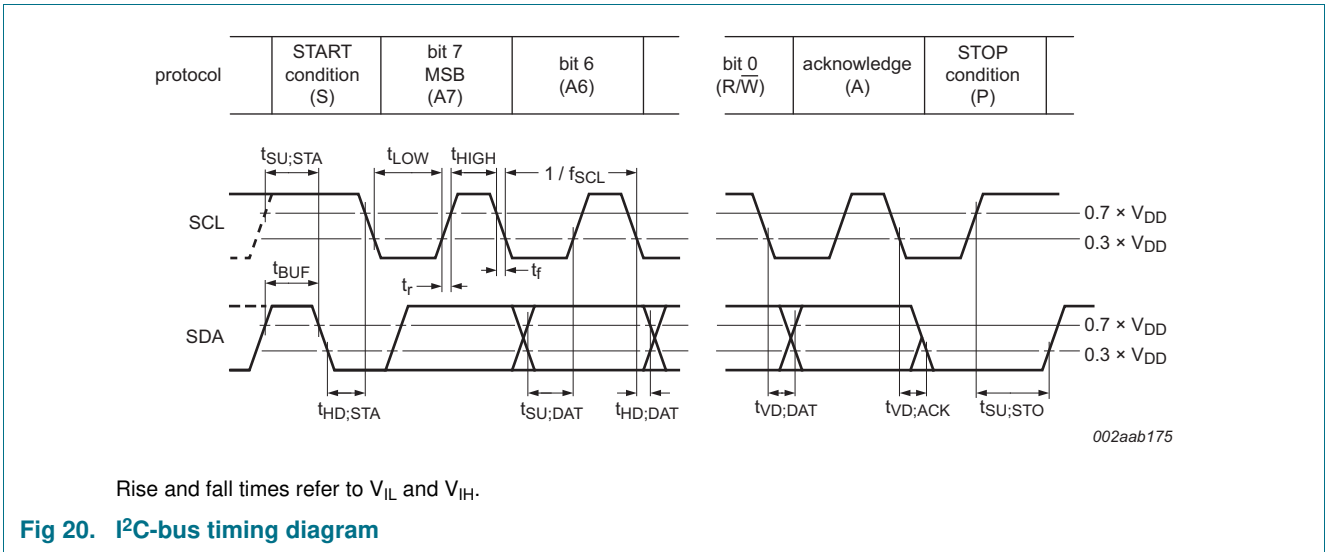 protocol
START
condition
(S)
bit 7
MSB
(A7)
bit 6
(A6)
bit 0
(R/W̅)
acknowledge
(A)
STOP
condition
(P)
tSU;STA
tLOW
tHIGH
1 / fSCL
SCL
0.7 × VDD
0.3 × VDD
tBUF
tr
tf
SDA
0.7 × VDD
0.3 × VDD
tHD;STA
tSU;DAT
tHD;DAT
tVD;DAT
tVD;ACK
tSU;STO
002aab175
Rise and fall times refer to VIL and VIH.
Fig 20. I²C-bus timing diagram